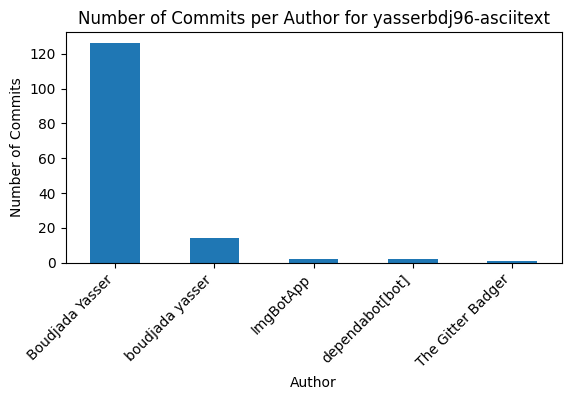 Number of Commits per Author for yasserbdj96-asciitext
Number of Commits
120
100
80
60
40
20
0
Boudjada Yasser
boudjada yasser
ImgBotApp
dependabot[bot]
The Gitter Badger
Author